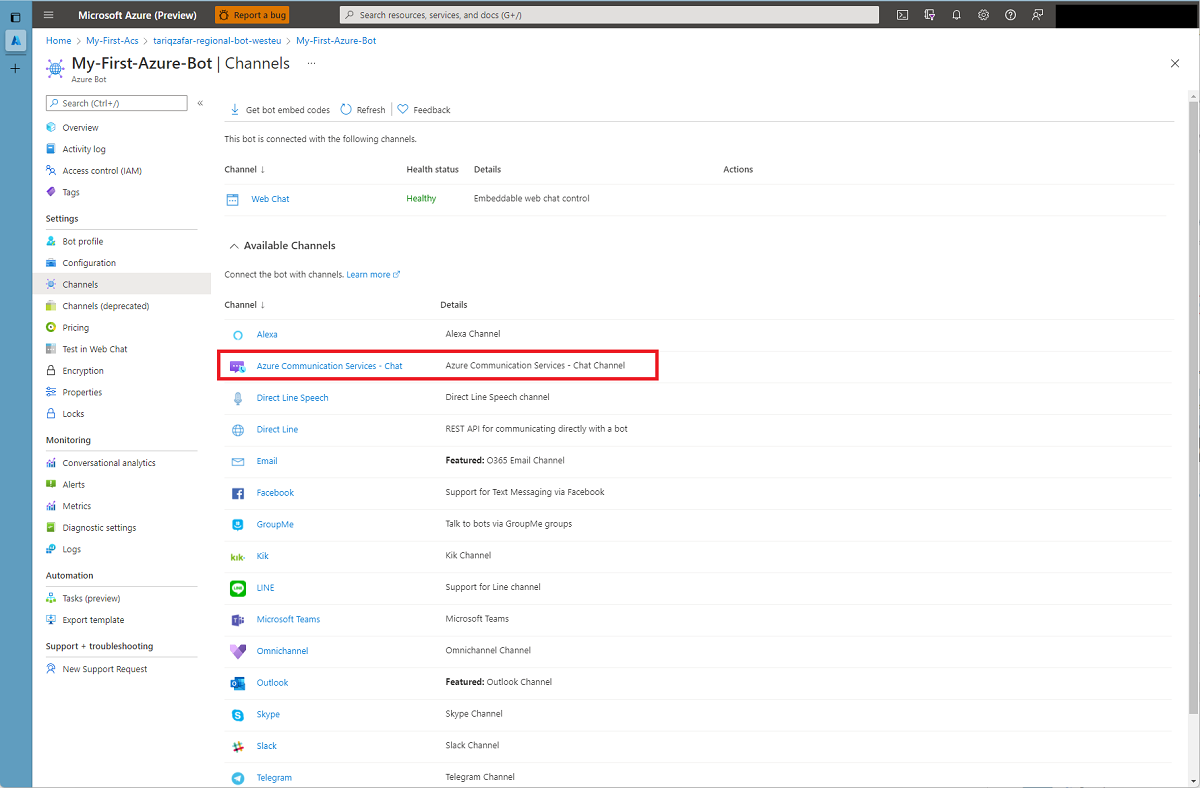 Microsoft Azure (Preview)
Report a bug
Search resources, services, and docs (G+/)
Home > My-First-Acs > tariqzafar-regional-bot-westeu > My-First-Azure-Bot
My-First-Azure-Bot | Channels ...
Azure Bot
Search (Ctrl+/)
«
Overview
Activity log
Access control (IAM)
Tags
Settings
Bot profile
Configuration
Channels
Channels (deprecated)
Pricing
Test in Web Chat
Encryption
Properties
Locks
Monitoring
Conversational analytics
Alerts
Metrics
Diagnostic settings
Logs
Automation
Tasks (preview)
Export template
Support + troubleshooting
New Support Request
Get bot embed codes Refresh Feedback
This bot is connected with the following channels.
Channel ↓ Health status Details Actions
Web Chat Healthy Embeddable web chat control
Available Channels
Connect the bot with channels. Learn more
Channel ↓ Details
Alexa Alexa Channel
Azure Communication Services - Chat Azure Communication Services - Chat Channel
Direct Line Speech Direct Line Speech channel
Direct Line REST API for communicating directly with a bot
Email Featured: O365 Email Channel
Facebook Support for Text Messaging via Facebook
GroupMe Talk to bots via GroupMe groups
kik. Kik Kik Channel
LINE Support for Line channel
Microsoft Teams Microsoft Teams
Omnichannel Omnichannel Channel
Outlook Featured: Outlook Channel
Skype Skype Channel
Slack Slack Channel
Telegram Telegram Channel